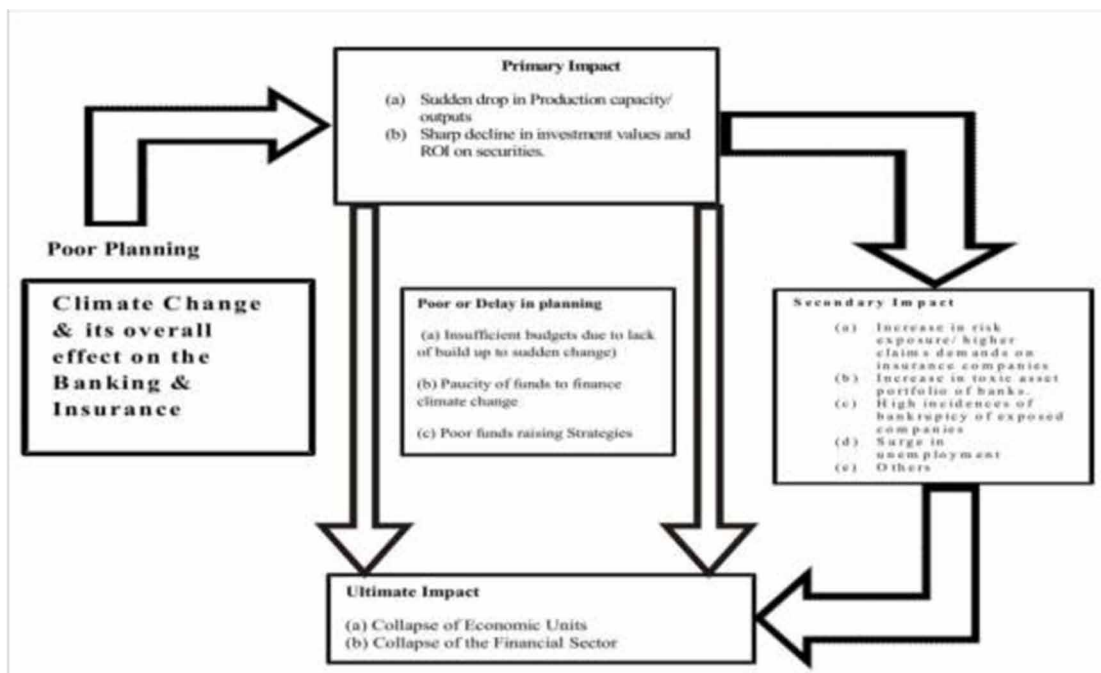 Primary Impact
(a) Sudden drop in Production capacity/
outputs
(b) Sharp decline in investment values and
ROI on securities.
Poor Planning
Climate Change
& its overall
effect on the
Banking &
Insurance
Poor or Delay in planning
(a) Insufficient budgets due to lack
of build up to sudden change)
(b) Paucity of funds to finance
climate change
(c) Poor funds raising Strategies
Secondary Impact
(a) Increase in risk
exposure/ higher
claims demands on
insurance companies
(b) Increase in toxic asset
portfolio of banks.
(c) High incidences of
bankrupticy of exposed
companies
(d) Surge in
unemployment
(e) Others
Ultimate Impact
(a) Collapse of Economic Units
(b) Collapse of the Financial Sector